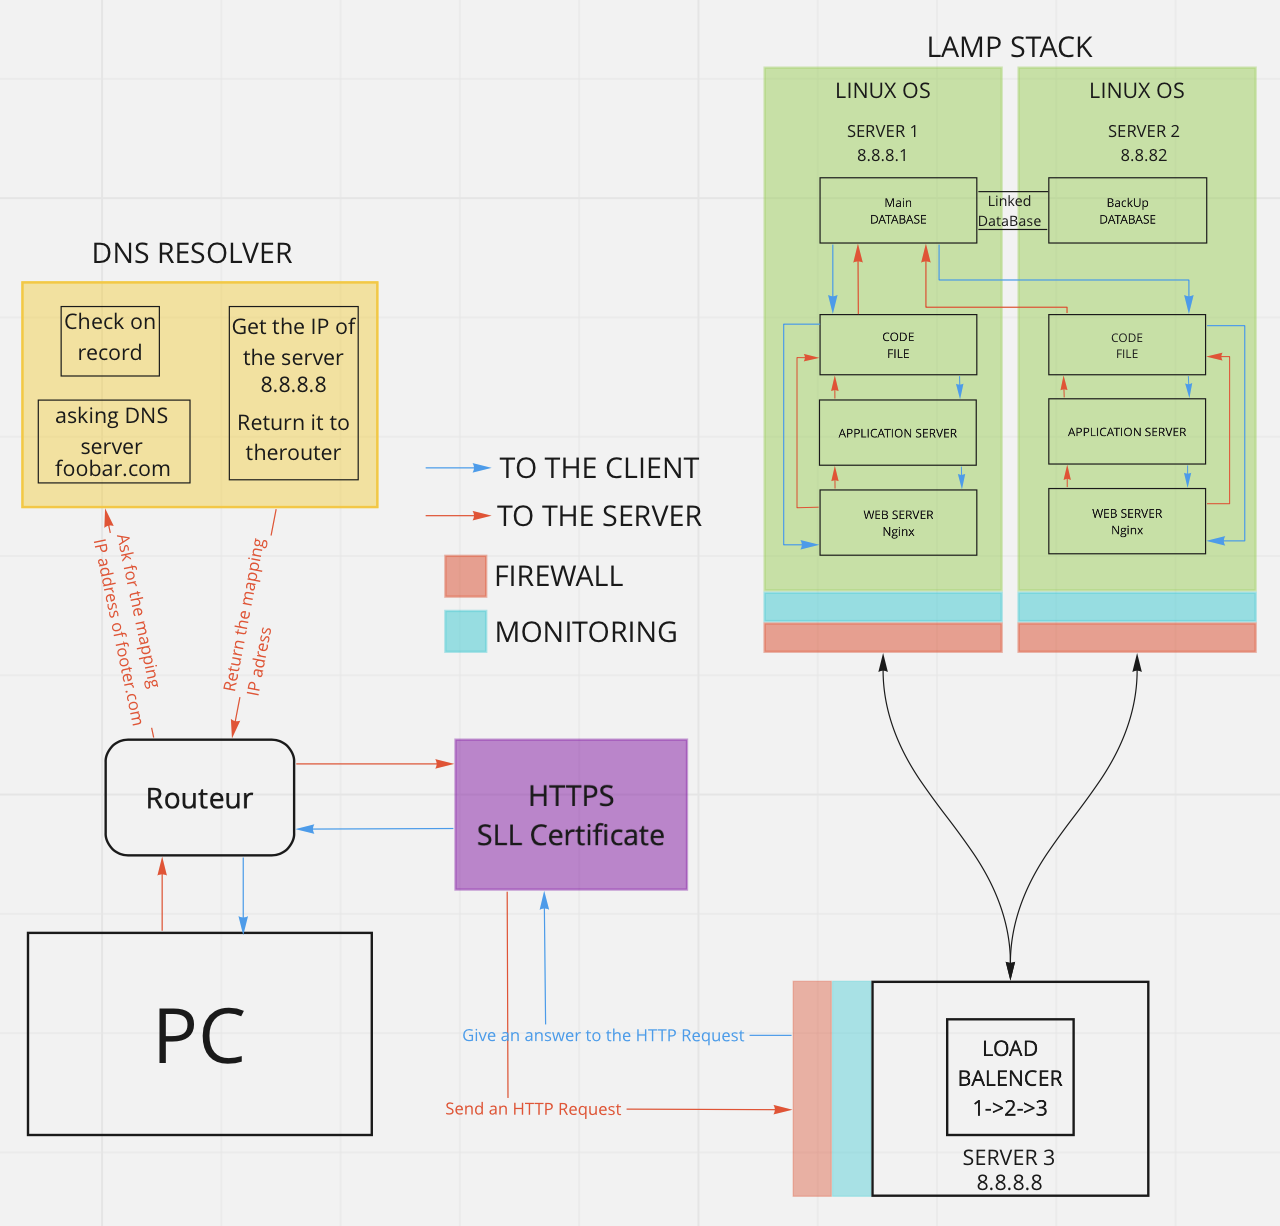 LAMP STACK
LINUX OS
SERVER 1
8.8.8.1
Main
DATABASE
Linked
DataBase
CODE
FILE
APPLICATION SERVER
WEB SERVER
Nginx
LINUX OS
SERVER 2
8.8.82
BackUp
DATABASE
CODE
FILE
APPLICATION SERVER
WEB SERVER
Nginx
DNS RESOLVER
Check on
record
asking DNS
server
foobar.com
Get the IP of
the server
8.8.8.8
Return it to
therouter
TO THE CLIENT
TO THE SERVER
FIREWALL
MONITORING
Ask for the mapping
IP address of footer.com
Return the mapping
IP adress
Routeur
HTTPS
SLL Certificate
PC
Give an answer to the HTTP Request
Send an HTTP Request
LOAD
BALENCER
1->2->3
SERVER 3
8.8.8.8